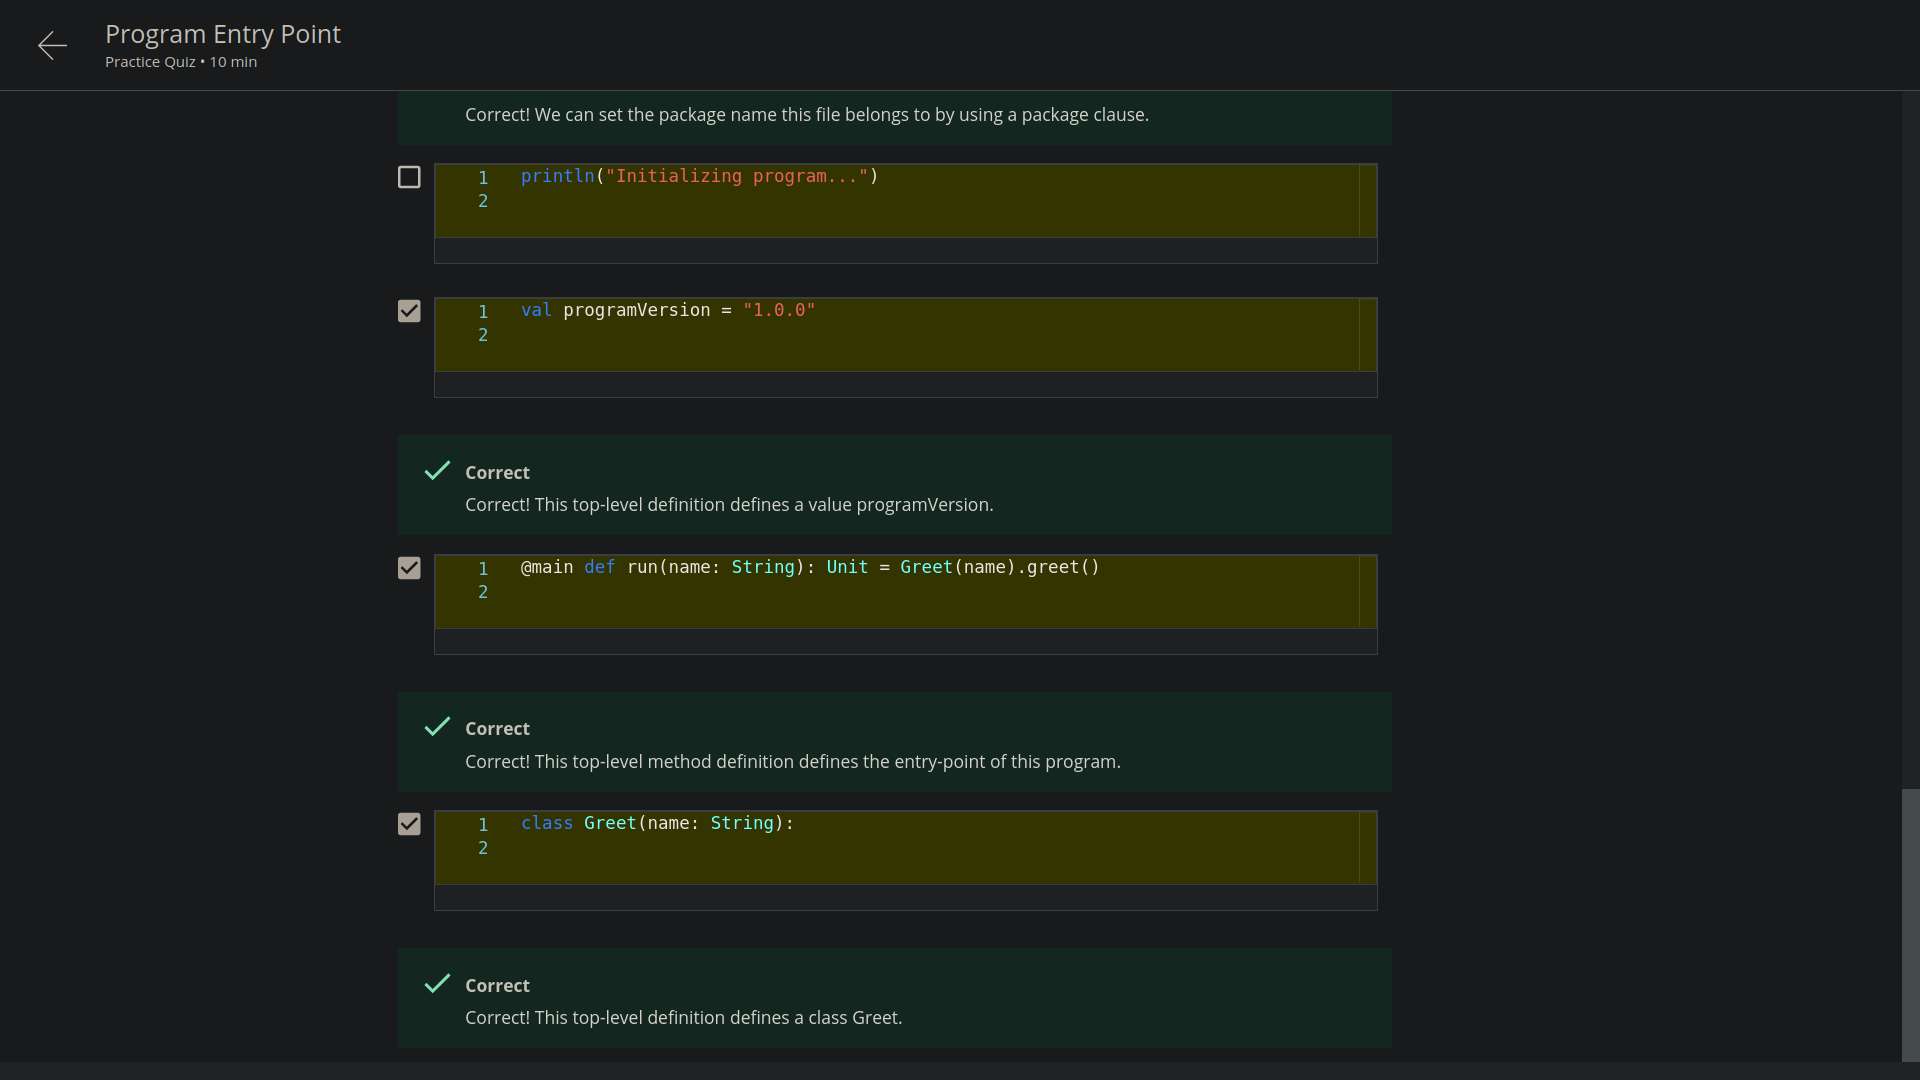 Program Entry Point
Practice Quiz • 10 min
Correct! We can set the package name this file belongs to by using a package clause.
1 println("Initializing program...")
2
1 val programVersion = "1.0.0"
2
Correct
Correct! This top-level definition defines a value programVersion.
1 @main def run(name: String): Unit = Greet(name).greet()
2
Correct
Correct! This top-level method definition defines the entry-point of this program.
1 class Greet(name: String):
2
Correct
Correct! This top-level definition defines a class Greet.